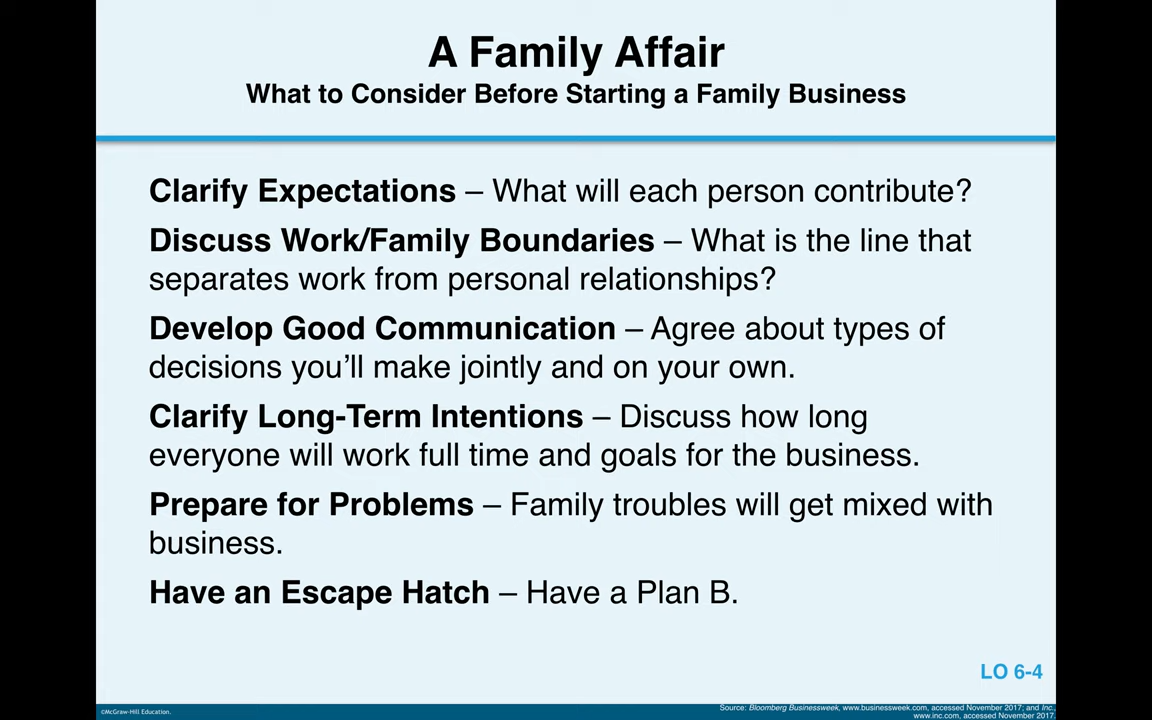 A Family Affair
What to Consider Before Starting a Family Business
Clarify Expectations – What will each person contribute?
Discuss Work/Family Boundaries – What is the line that
separates work from personal relationships?
Develop Good Communication – Agree about types of
decisions you’ll make jointly and on your own.
Clarify Long-Term Intentions – Discuss how long
everyone will work full time and goals for the business.
Prepare for Problems – Family troubles will get mixed with
business.
Have an Escape Hatch – Have a Plan B.
LO 6-4
©McGraw-Hill Education.
Source: Bloomberg Businessweek, www.businessweek.com, accessed November 2017; and Inc.,
www.inc.com, accessed November 2017.